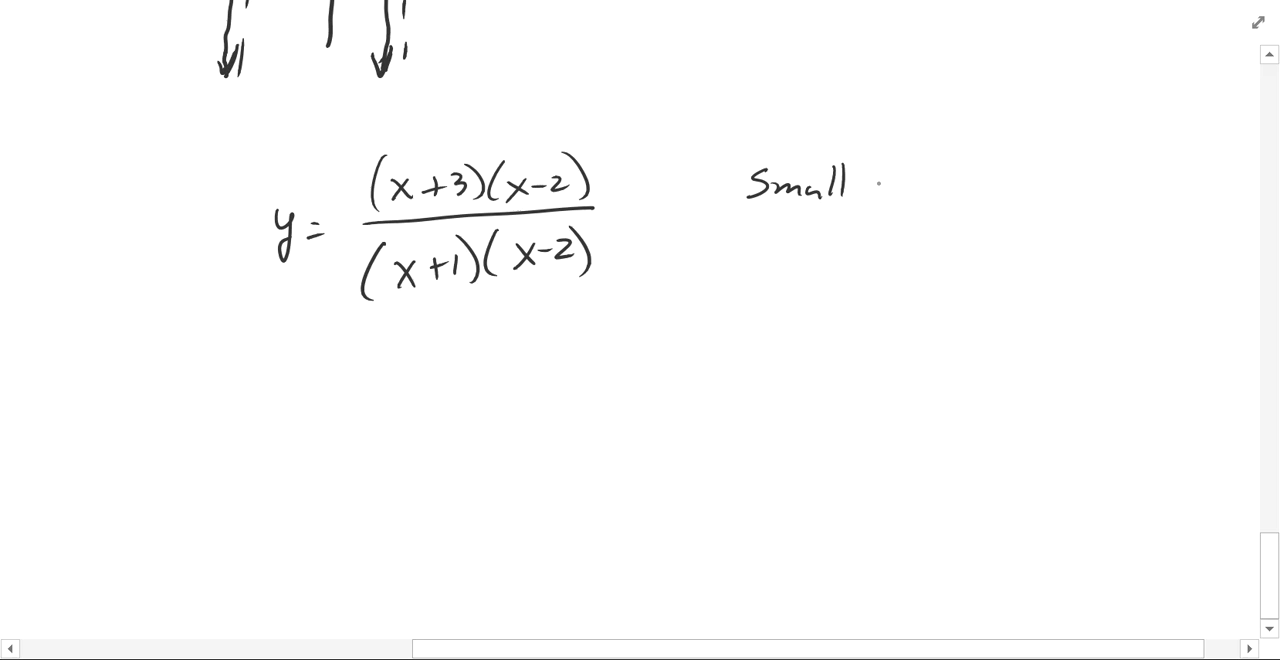 y = (x+3)(x-2) / (x+1)(x-2)
Small